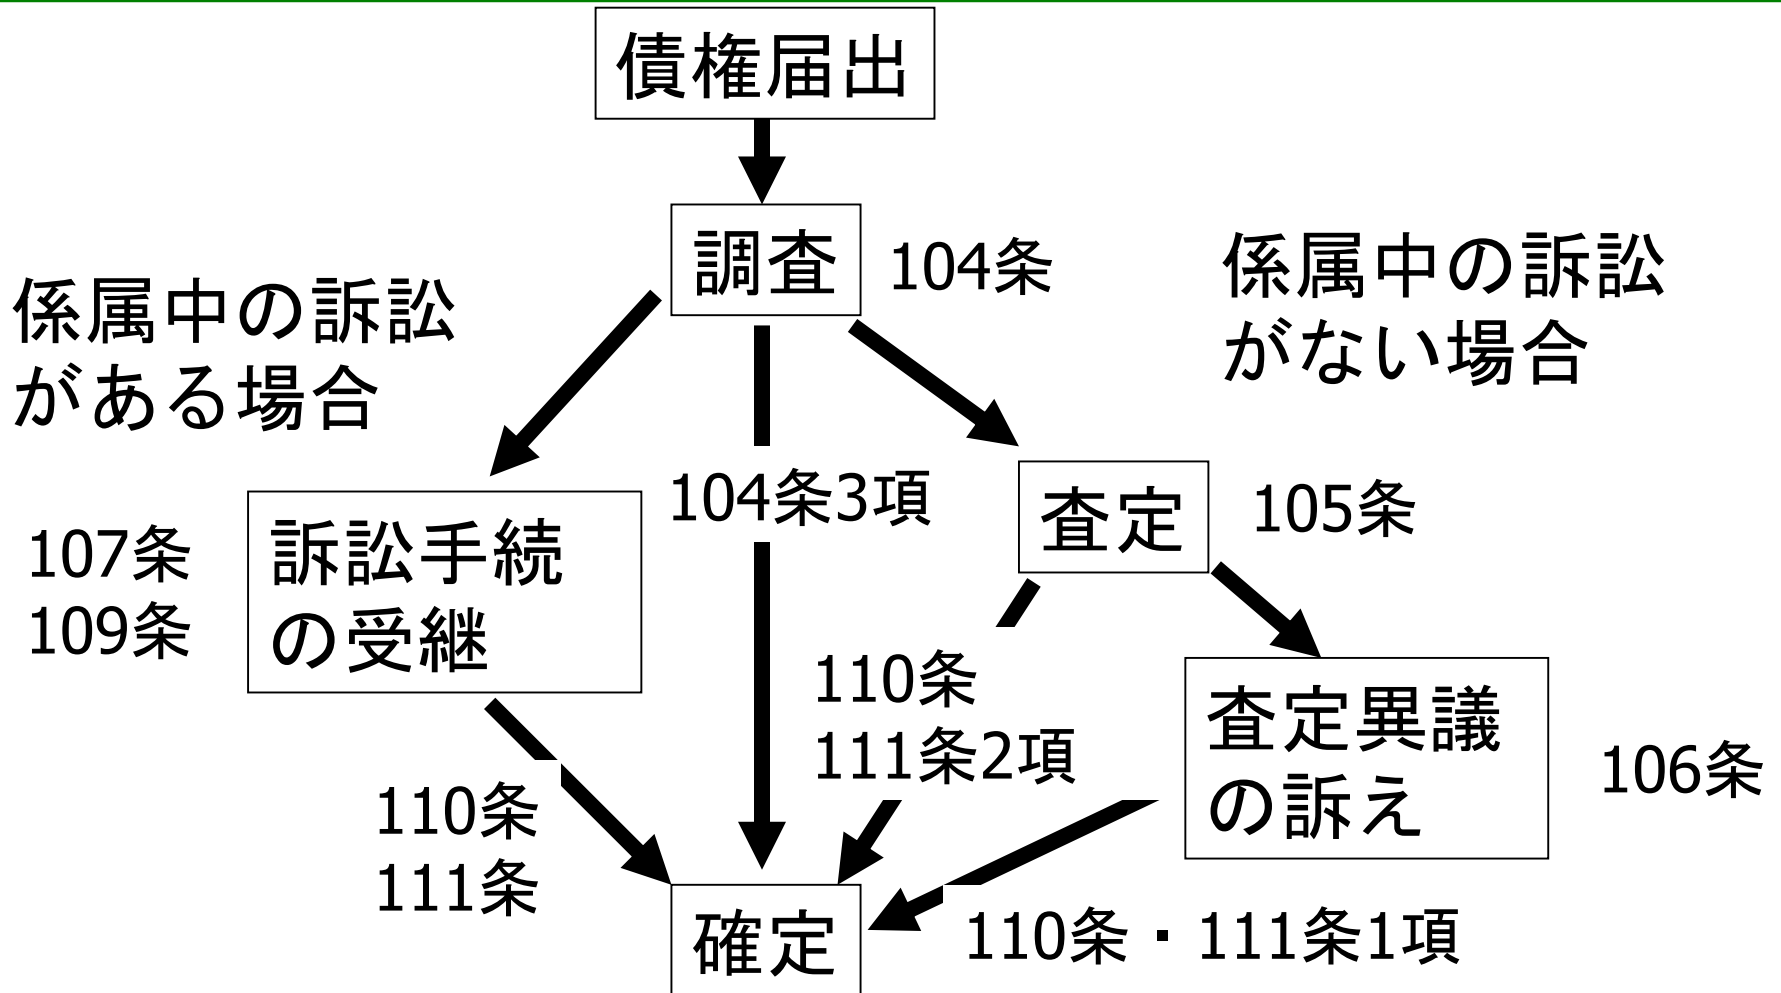 債権届出
調査
104条
係属中の訴訟
がない場合
係属中の訴訟
がある場合
104条3項
査定
105条
107条
109条
訴訟手続
の受継
110条
111条2項
査定異議
の訴え
106条
110条
111条
確定
110条・111条1項